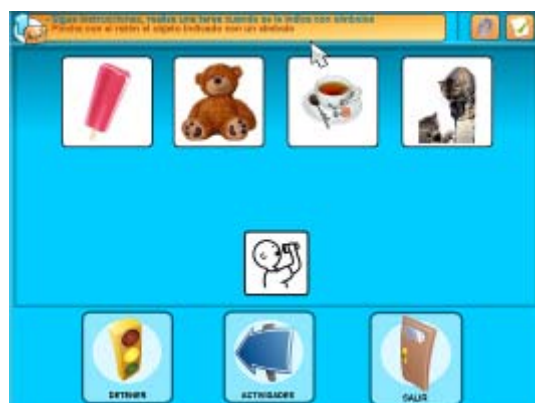 - Sigue instrucciones, realiza una tarea cuando se le indica con símbolos
Pincha con el ratón el objeto indicado con un símbolo
DETENER
ACTIVIDADES
SALIR